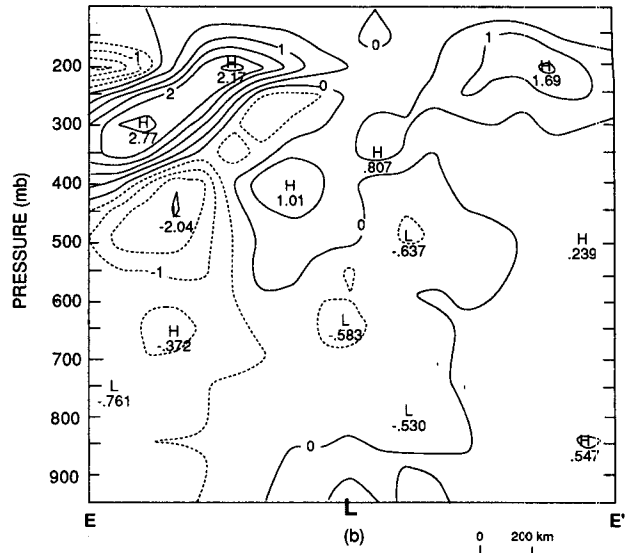 PRESSURE (mb)
200
300
400
500
600
700
800
900
1
0
1
H
2.17
H
1.69
2
0
H
2.77
H
.807
H
1.01
L
-2.04
0
L
-.637
H
.239
-1
H
-.372
L
-.583
L
-.761
L
-.530
0
H
.547
E
L
E'
(b)
0 200 km